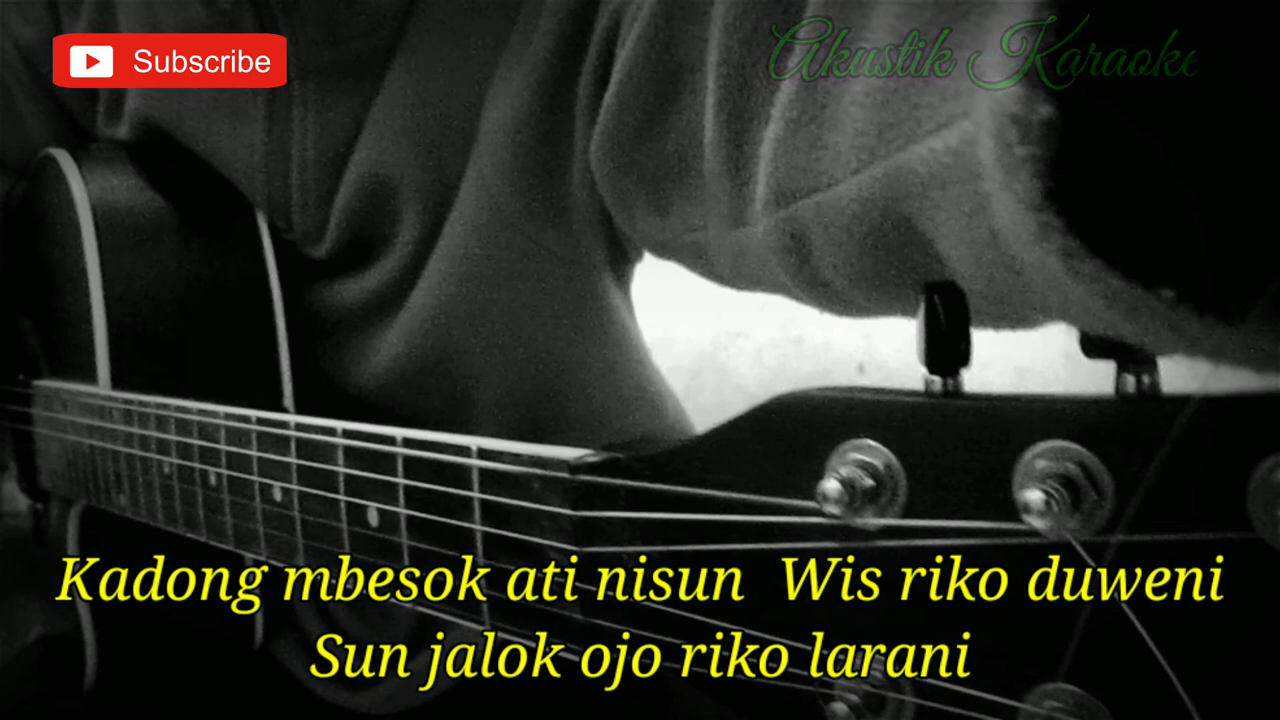 Subscribe
Akustik Karaoke
Kadong mbesok ati nisun Wis riko duweni
Sun jalok ojo riko larani